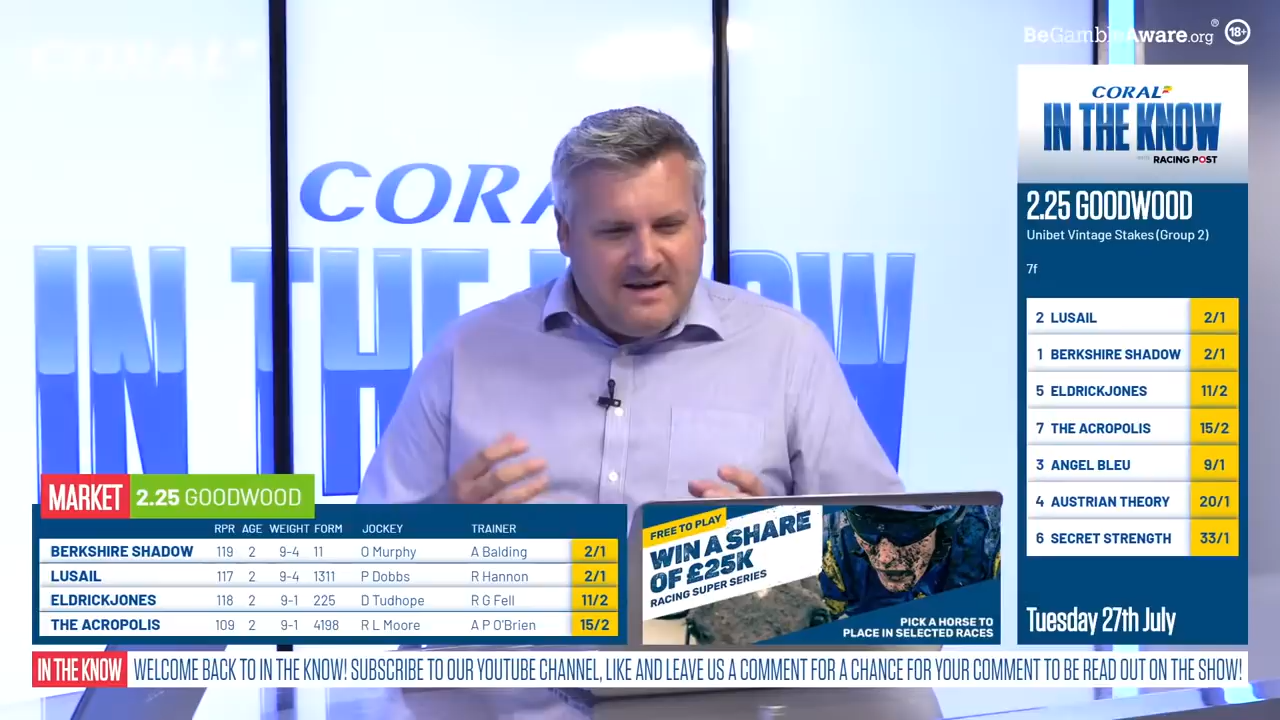 CORAL
BeGambleAware.org® 18+
CORAL
IN THE KNOW
WITH RACING POST
2.25 GOODWOOD
Unibet Vintage Stakes (Group 2)
7f
2 LUSAIL 2/1
1 BERKSHIRE SHADOW 2/1
5 ELDRICKJONES 11/2
7 THE ACROPOLIS 15/2
3 ANGEL BLEU 9/1
4 AUSTRIAN THEORY 20/1
6 SECRET STRENGTH 33/1
Tuesday 27th July
CORA
IN THE KNOW
MARKET 2.25 GOODWOOD
RPR AGE WEIGHT FORM JOCKEY TRAINER
BERKSHIRE SHADOW 119 2 9-4 11 O Murphy A Balding 2/1
LUSAIL 117 2 9-4 1311 P Dobbs R Hannon 2/1
ELDRICKJONES 118 2 9-1 225 D Tudhope R G Fell 11/2
THE ACROPOLIS 109 2 9-1 4198 R L Moore A P O'Brien 15/2
FREE TO PLAY
WIN A SHARE
OF £25K
RACING SUPER SERIES
PICK A HORSE TO
PLACE IN SELECTED RACES
IN THE KNOW WELCOME BACK TO IN THE KNOW! SUBSCRIBE TO OUR YOUTUBE CHANNEL, LIKE AND LEAVE US A COMMENT FOR A CHANCE FOR YOUR COMMENT TO BE READ OUT ON THE SHOW!